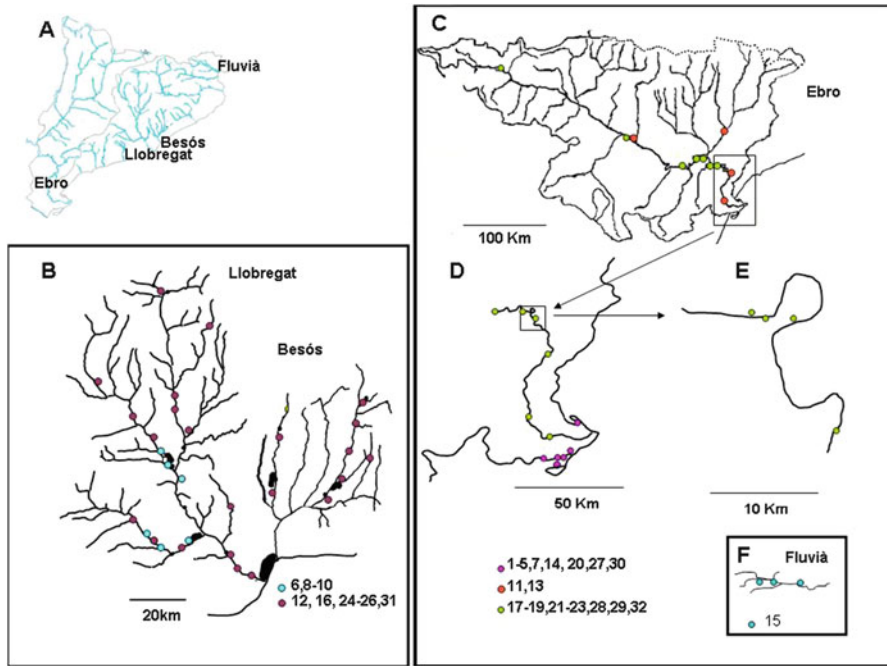 A
Fluvià
Besós
Llobregat
Ebro
B
Llobregat
Besós
6,8-10
12, 16, 24-26,31
20km
C
Ebro
100 Km
D
E
50 Km
10 Km
1-5,7,14, 20,27,30
11,13
17-19,21-23,28,29,32
F
Fluvià
15